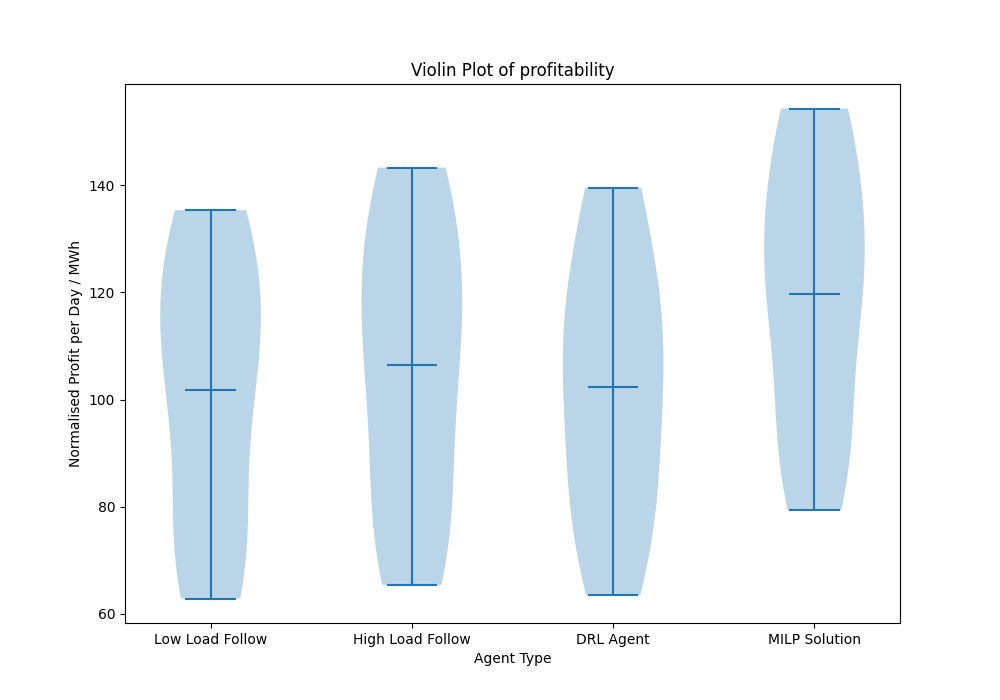 Violin Plot of profitability
Normalised Profit per Day / MWh
140
120
100
80
60
Low Load Follow
High Load Follow
DRL Agent
MILP Solution
Agent Type